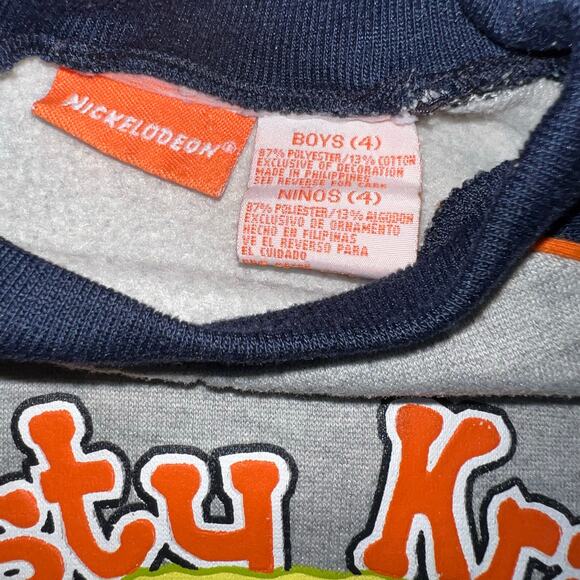 NICKELODEON®
BOYS (4)
87% POLYESTER/13% COTTON
EXCLUSIVE OF DECORATION
MADE IN PHILIPPINES
SEE REVERSE FOR CARE
NINOS (4)
87% POLIESTER/13% ALGODON
EXCLUSIVO DE ORNAMENTO
HECHO EN FILIPINAS
VE EL REVERSO PARA
EL CUIDADO
sty Kr